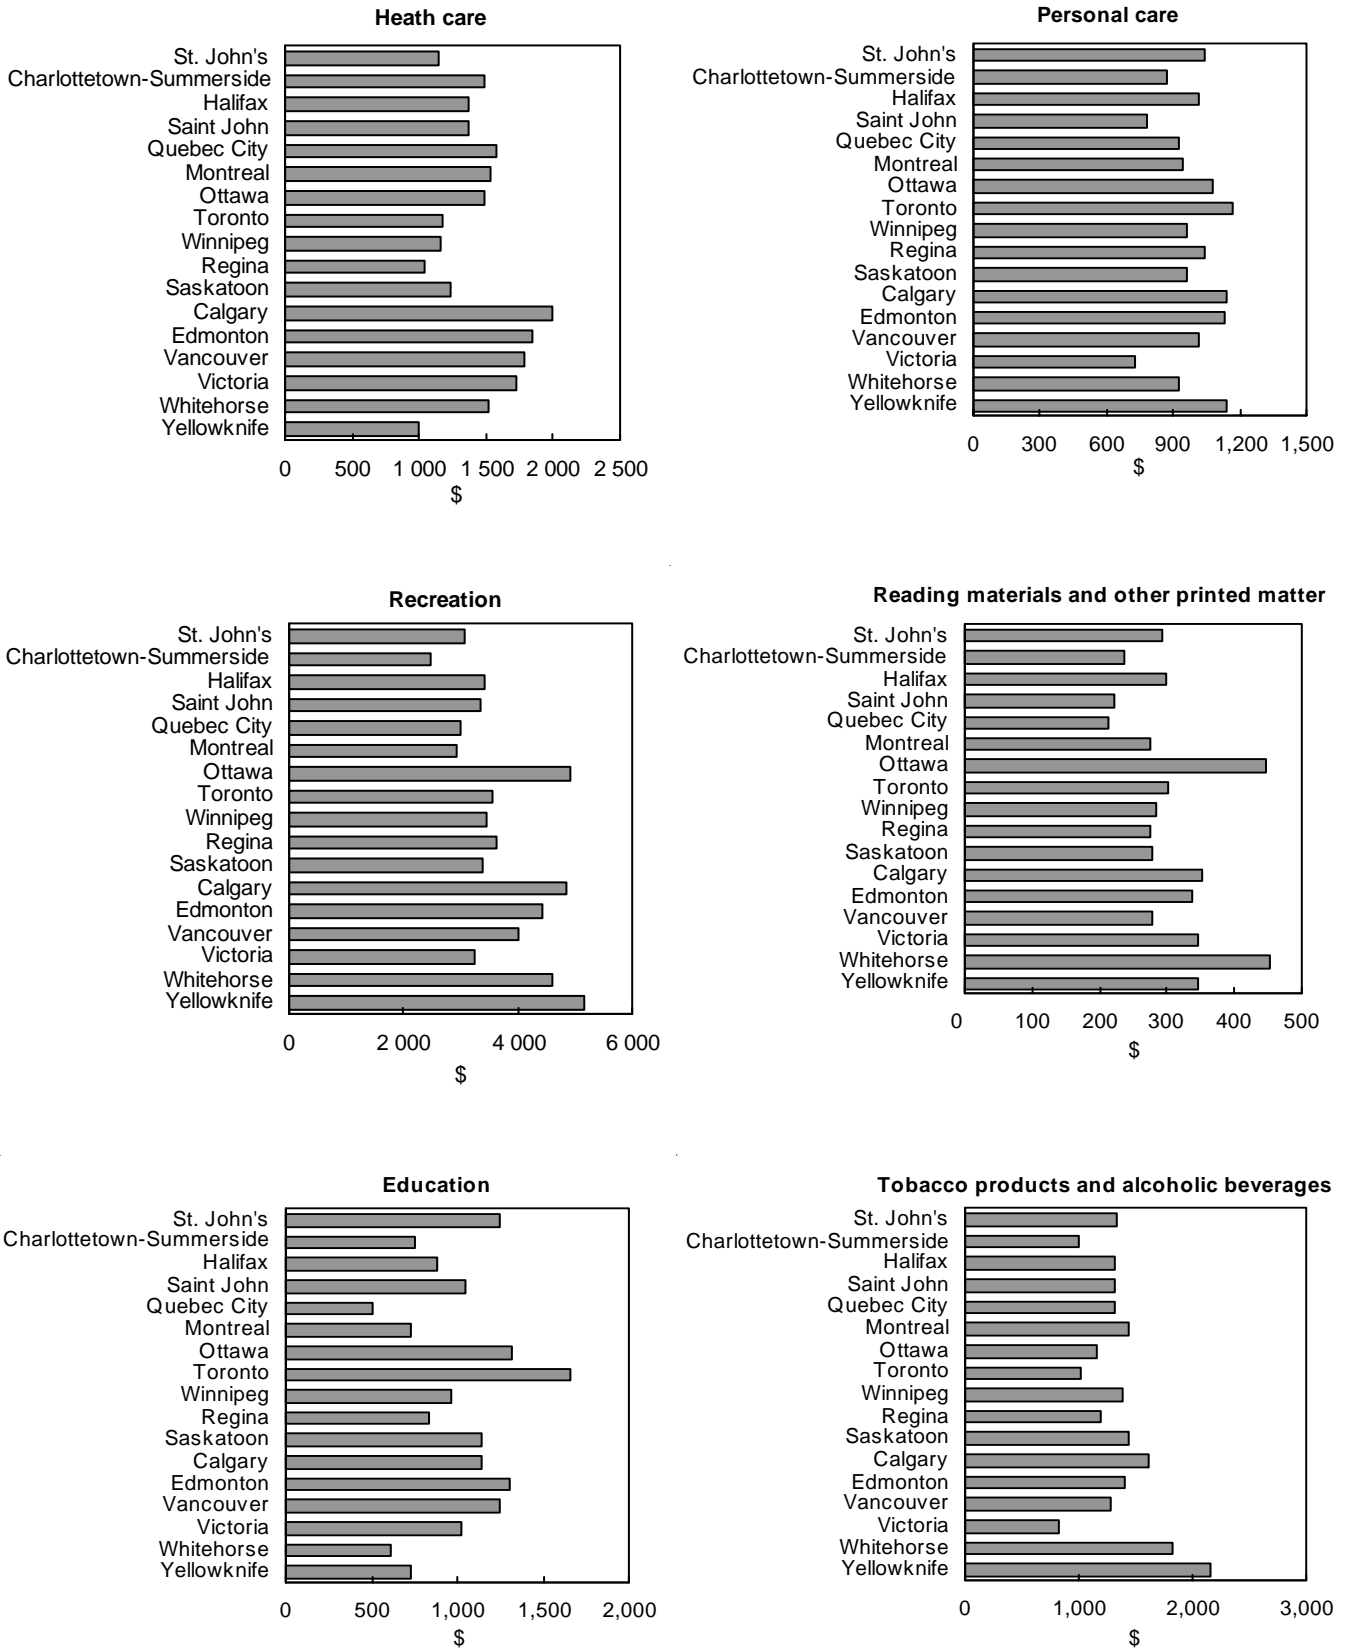 Heath care
St. John's
Charlottetown-Summerside
Halifax
Saint John
Quebec City
Montreal
Ottawa
Toronto
Winnipeg
Regina
Saskatoon
Calgary
Edmonton
Vancouver
Victoria
Whitehorse
Yellowknife
0 500 1 000 1 500 2 000 2 500
$
Personal care
St. John's
Charlottetown-Summerside
Halifax
Saint John
Quebec City
Montreal
Ottawa
Toronto
Winnipeg
Regina
Saskatoon
Calgary
Edmonton
Vancouver
Victoria
Whitehorse
Yellowknife
0 300 600 900 1,200 1,500
$
Recreation
St. John's
Charlottetown-Summerside
Halifax
Saint John
Quebec City
Montreal
Ottawa
Toronto
Winnipeg
Regina
Saskatoon
Calgary
Edmonton
Vancouver
Victoria
Whitehorse
Yellowknife
0 2 000 4 000 6 000
$
Reading materials and other printed matter
St. John's
Charlottetown-Summerside
Halifax
Saint John
Quebec City
Montreal
Ottawa
Toronto
Winnipeg
Regina
Saskatoon
Calgary
Edmonton
Vancouver
Victoria
Whitehorse
Yellowknife
0 100 200 300 400 500
$
Education
St. John's
Charlottetown-Summerside
Halifax
Saint John
Quebec City
Montreal
Ottawa
Toronto
Winnipeg
Regina
Saskatoon
Calgary
Edmonton
Vancouver
Victoria
Whitehorse
Yellowknife
0 500 1,000 1,500 2,000
$
Tobacco products and alcoholic beverages
St. John's
Charlottetown-Summerside
Halifax
Saint John
Quebec City
Montreal
Ottawa
Toronto
Winnipeg
Regina
Saskatoon
Calgary
Edmonton
Vancouver
Victoria
Whitehorse
Yellowknife
0 1,000 2,000 3,000
$